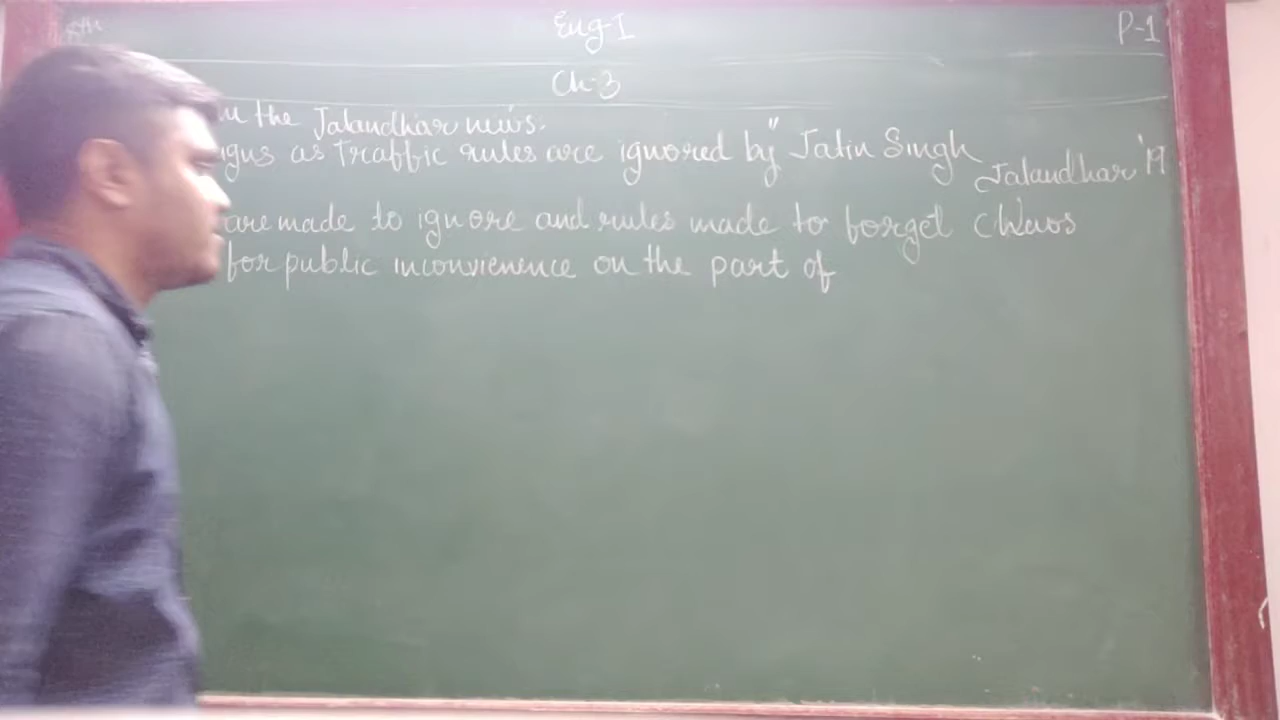 Eng-I
P-1
Ch-3
the Jalandhar news.
as Traffic rules are ignored by" Jatin Singh
Jalandhar '19
are made to ignore and rules made to forget Chaos
for public inconvienence on the part of